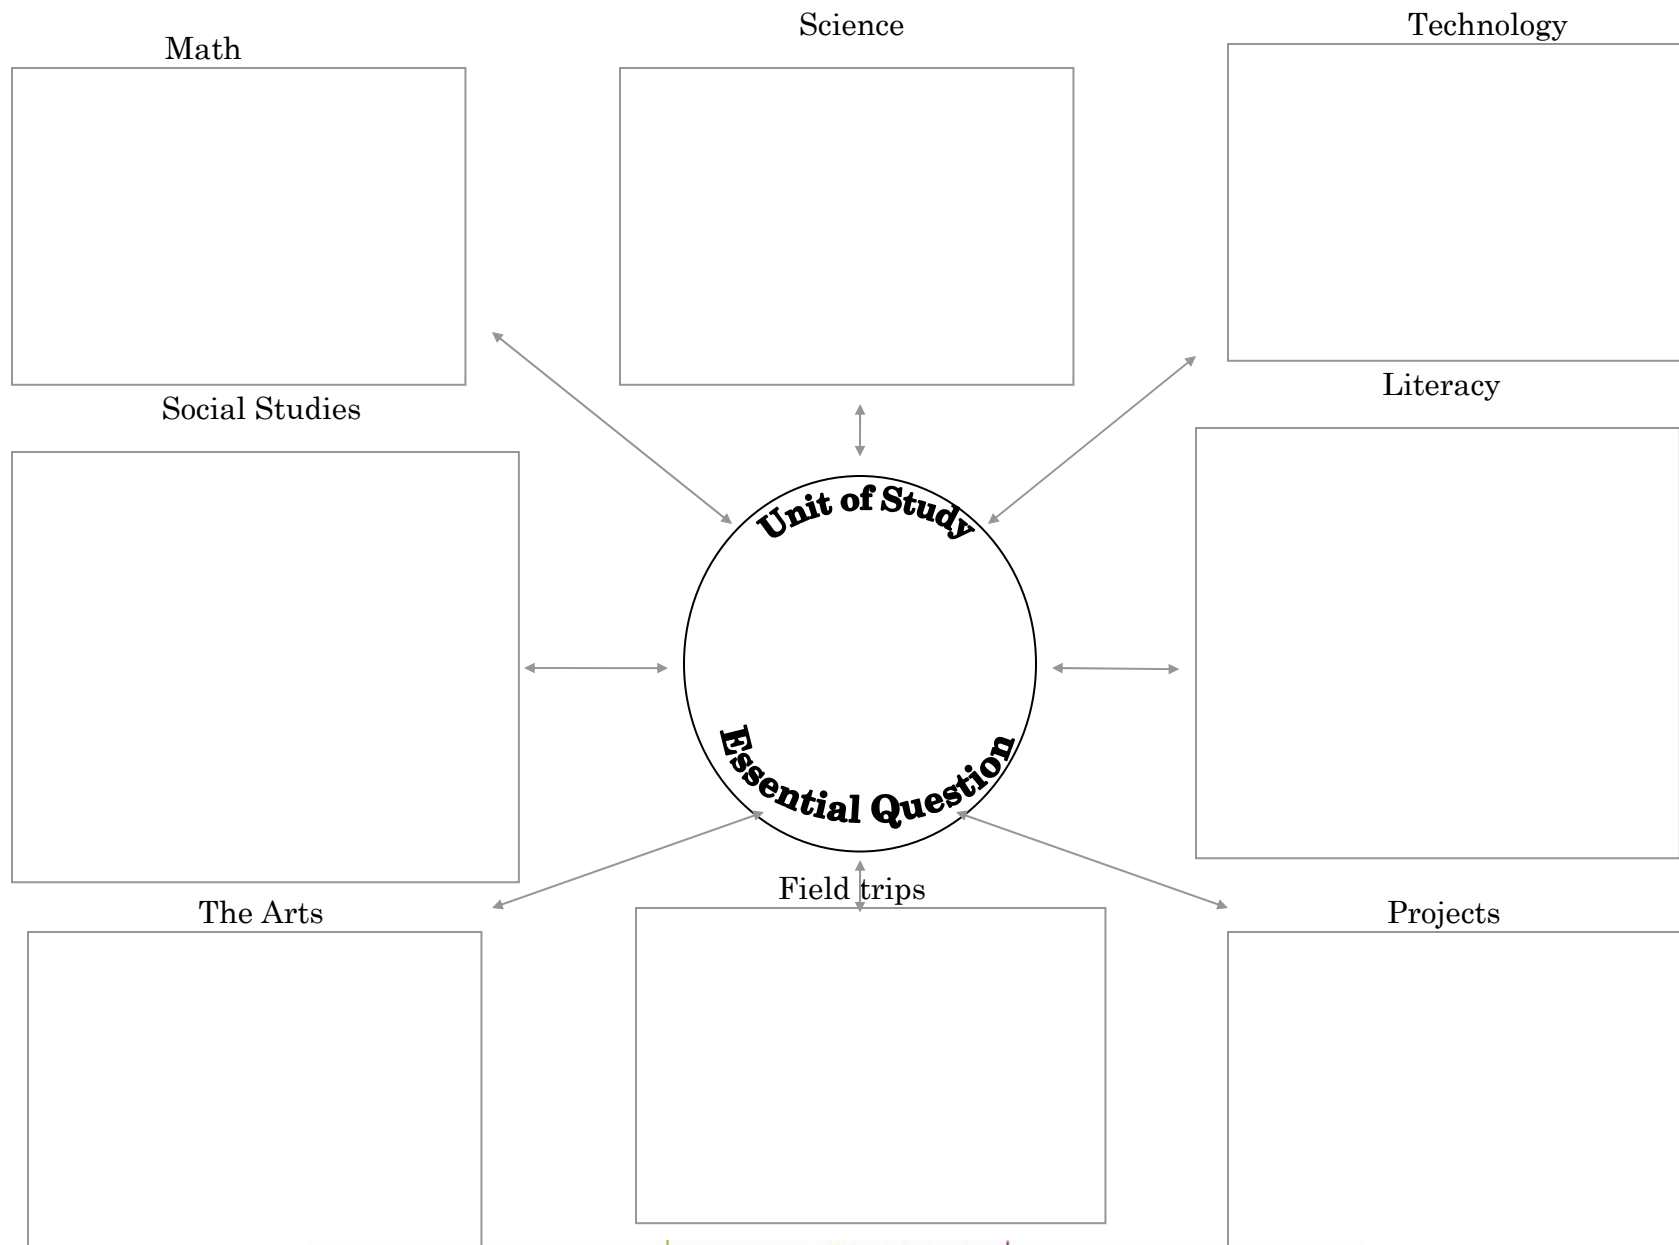 Math
Science
Technology
Social Studies
Literacy
Unit of Study
Essential Question
The Arts
Field trips
Projects